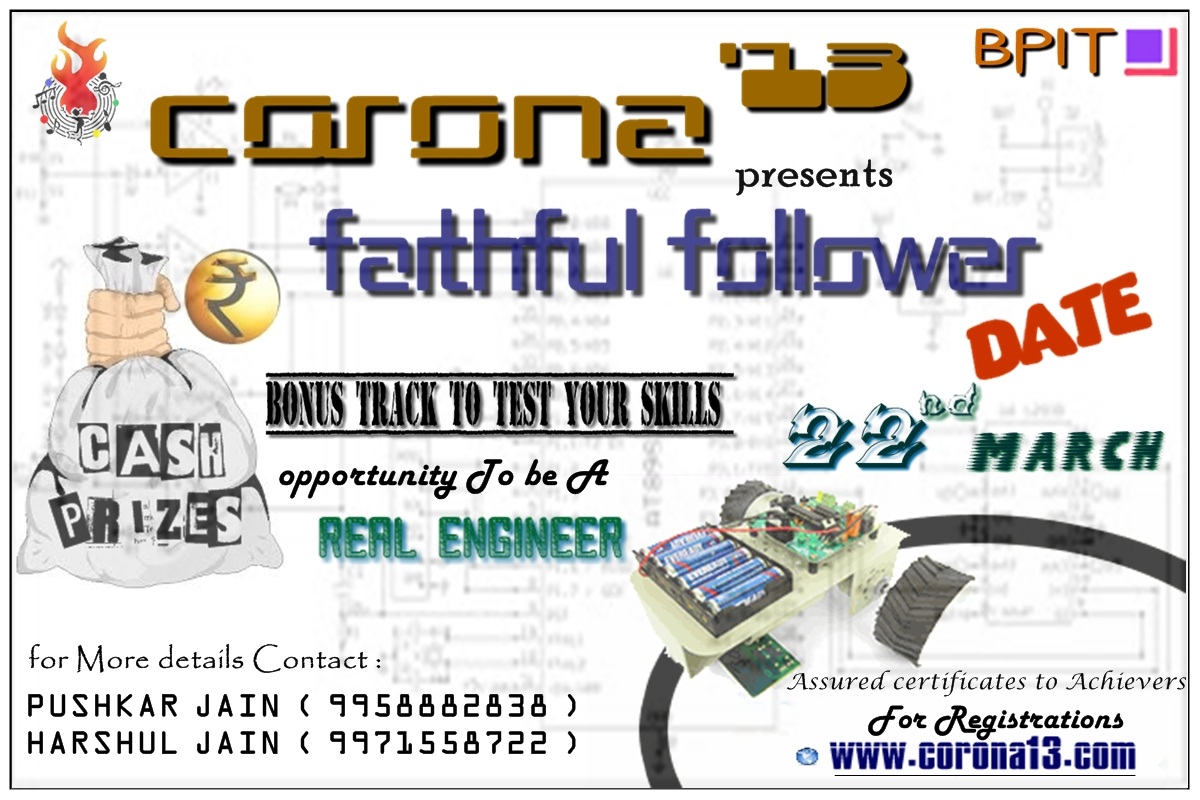 BPIT
corona '13
presents
faithful follower
DATE
22nd MARCH
BONUS TRACK TO TEST YOUR SKILLS
opportunity To be A
REAL ENGINEER
₹
CASH
PRIZES
EVEREADY
EVEREADY
for More details Contact :
PUSHKAR JAIN ( 9958882838 )
HARSHUL JAIN ( 9971558722 )
Assured certificates to Achievers
For Registrations
www.corona13.com